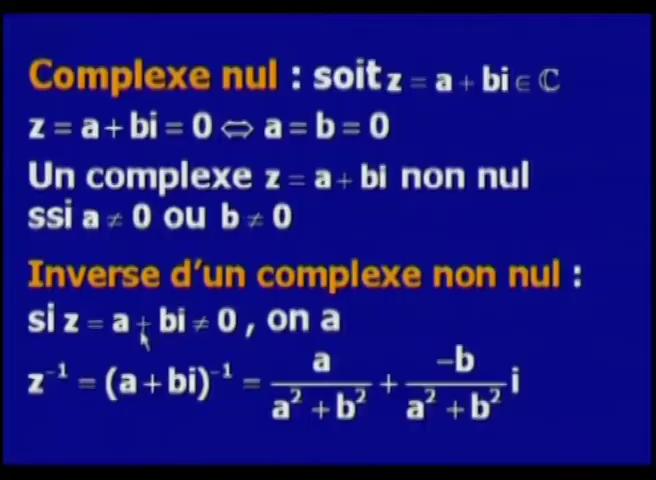 Complexe nul : soit z = a + bi ∈ ℂ
z = a + bi = 0 ⇔ a = b = 0
Un complexe z = a + bi non nul
ssi a ≠ 0 ou b ≠ 0
Inverse d'un complexe non nul :
si z = a + bi ≠ 0 , on a
z⁻¹ = (a + bi)⁻¹ = a/(a² + b²) + −b/(a² + b²) i